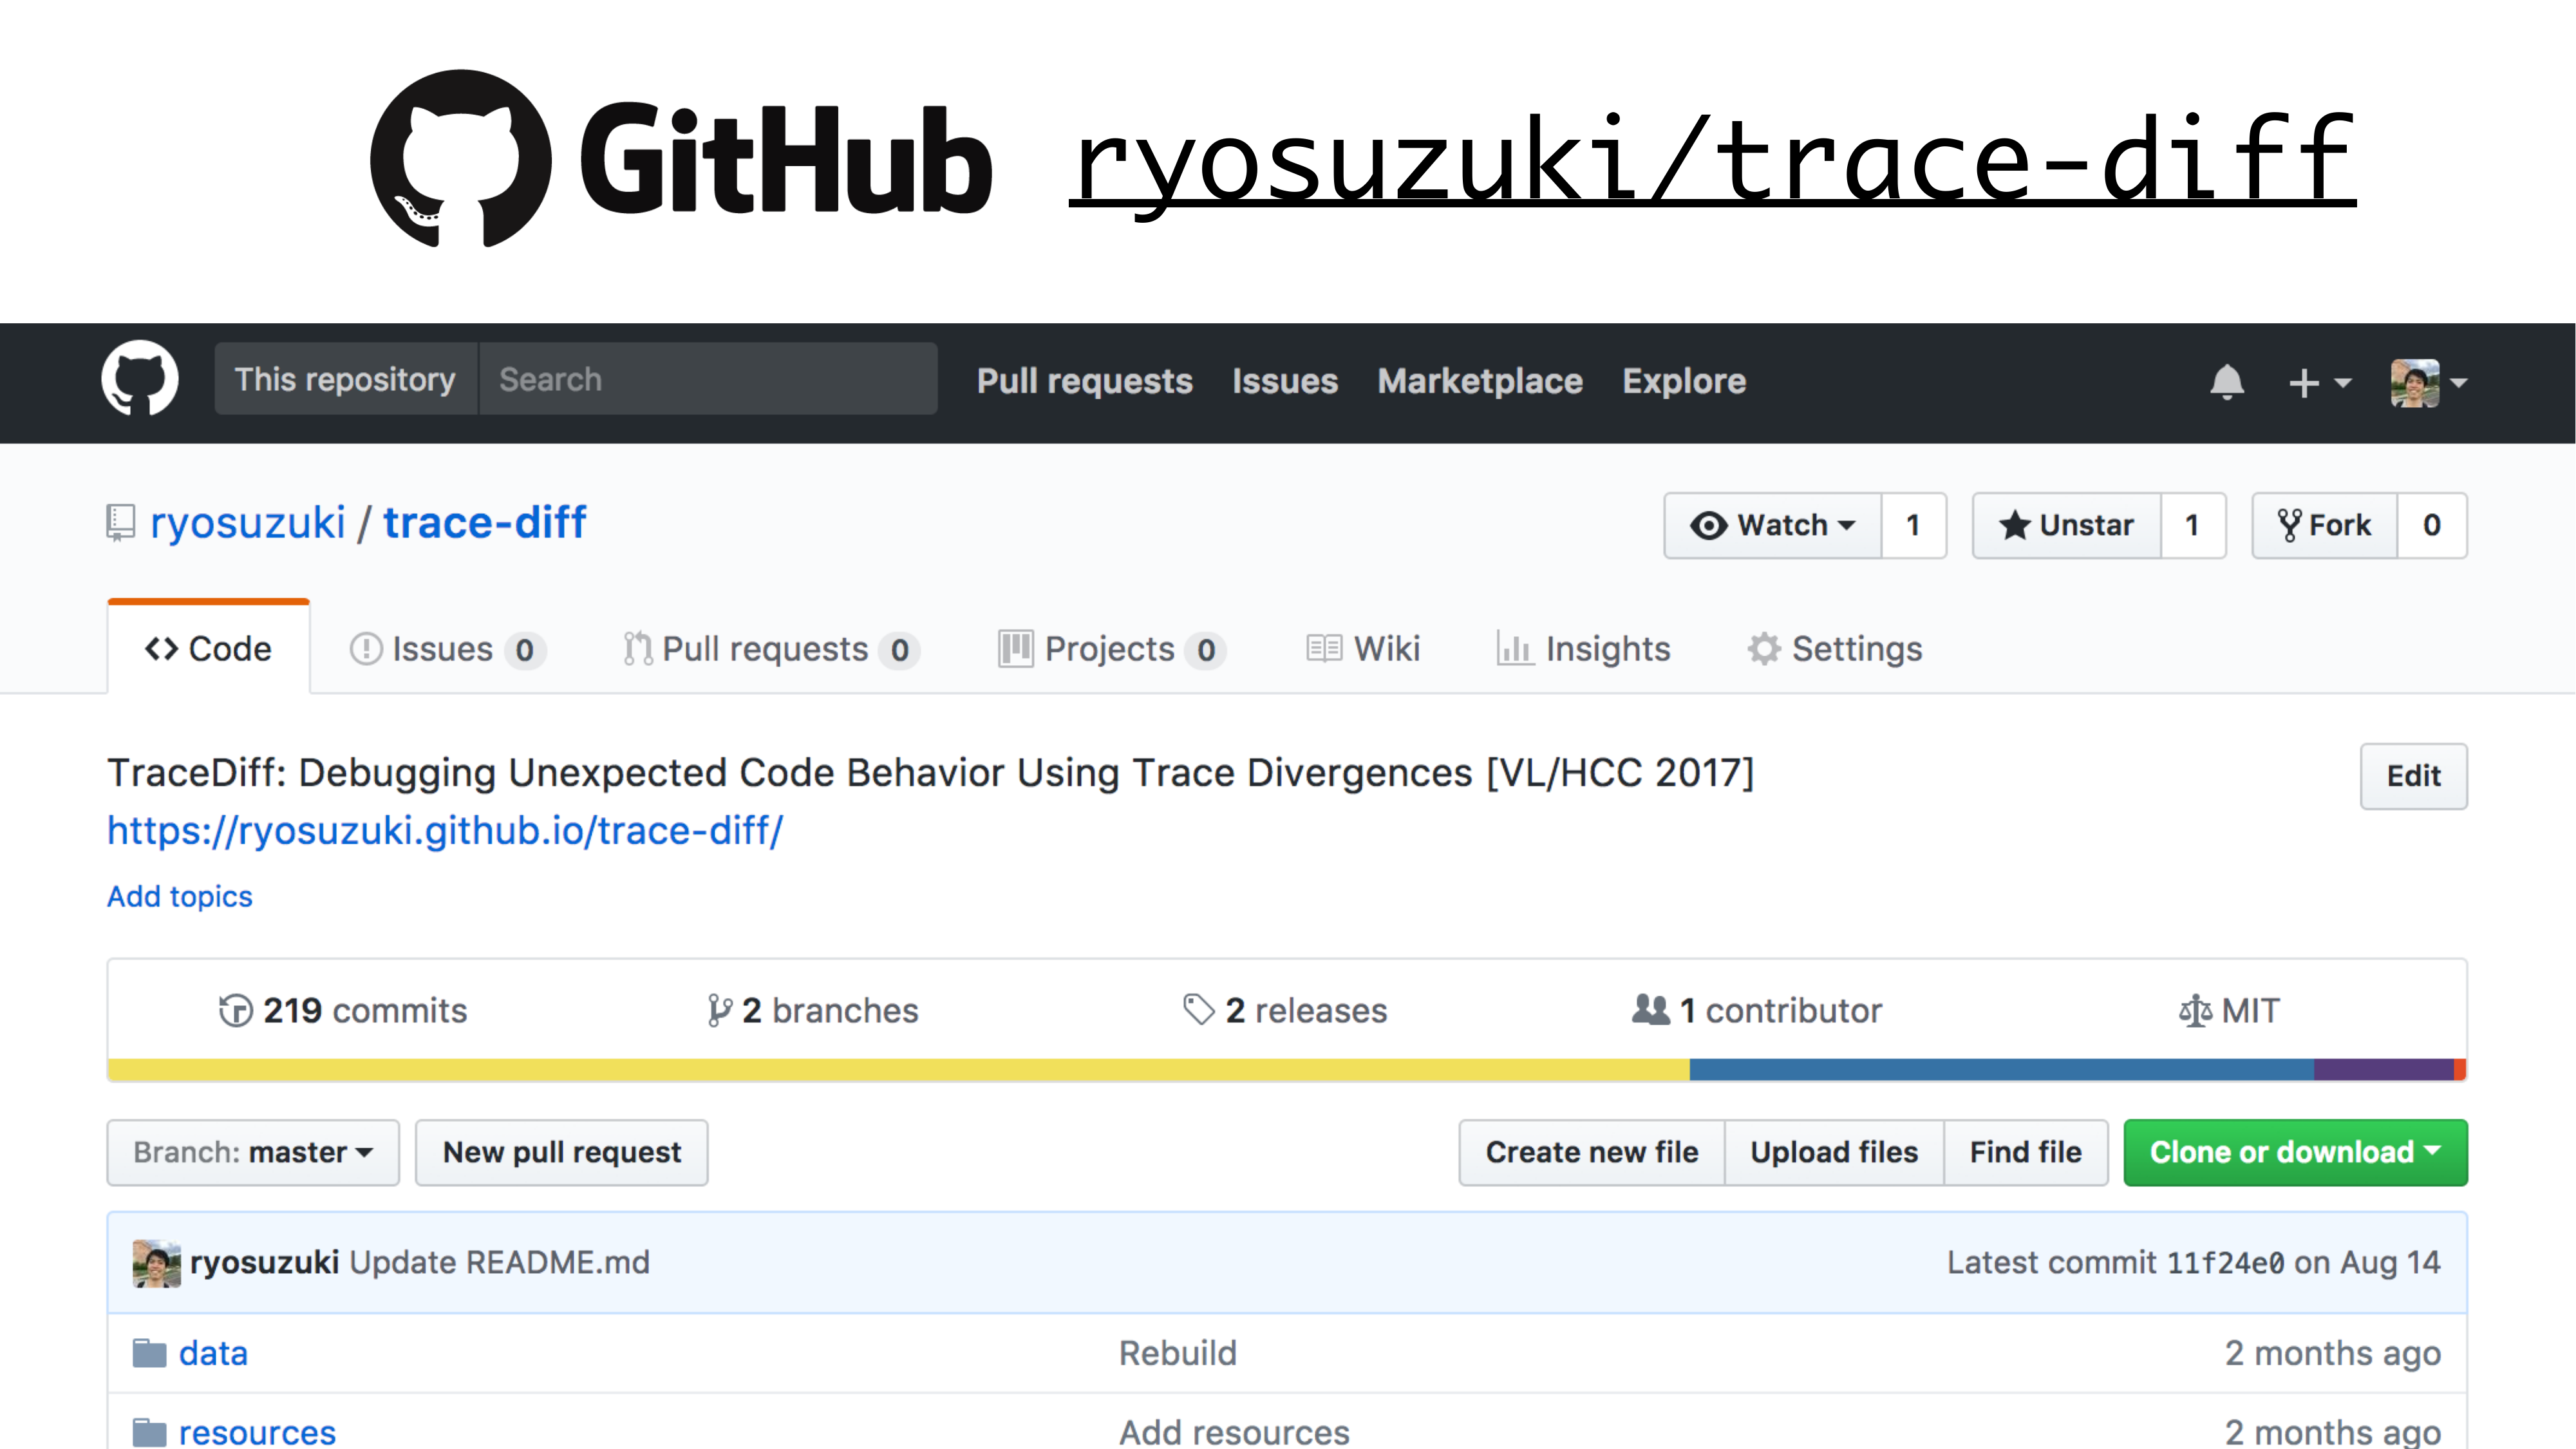 GitHub ryosuzuki/trace-diff
This repository Search Pull requests Issues Marketplace Explore
ryosuzuki / trace-diff Watch 1 Unstar 1 Fork 0
Code Issues 0 Pull requests 0 Projects 0 Wiki Insights Settings
TraceDiff: Debugging Unexpected Code Behavior Using Trace Divergences [VL/HCC 2017] Edit
https://ryosuzuki.github.io/trace-diff/
Add topics
219 commits 2 branches 2 releases 1 contributor MIT
Branch: master New pull request Create new file Upload files Find file Clone or download
ryosuzuki Update README.md Latest commit 11f24e0 on Aug 14
data Rebuild 2 months ago
resources Add resources 2 months ago